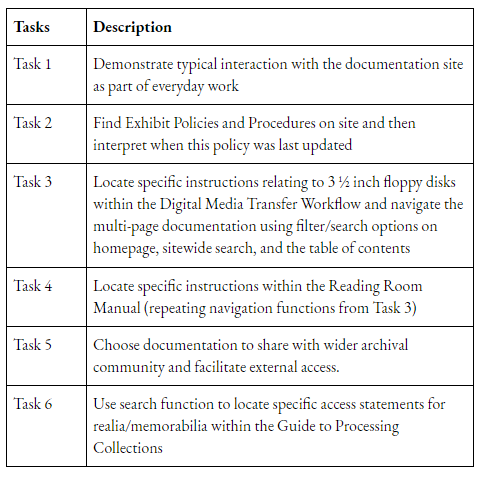 Tasks Description
Task 1 Demonstrate typical interaction with the documentation site
as part of everyday work
Task 2 Find Exhibit Policies and Procedures on site and then
interpret when this policy was last updated
Task 3 Locate specific instructions relating to 3 ½ inch floppy disks
within the Digital Media Transfer Workflow and navigate the
multi-page documentation using filter/search options on
homepage, sitewide search, and the table of contents
Task 4 Locate specific instructions within the Reading Room
Manual (repeating navigation functions from Task 3)
Task 5 Choose documentation to share with wider archival
community and facilitate external access.
Task 6 Use search function to locate specific access statements for
realia/memorabilia within the Guide to Processing
Collections